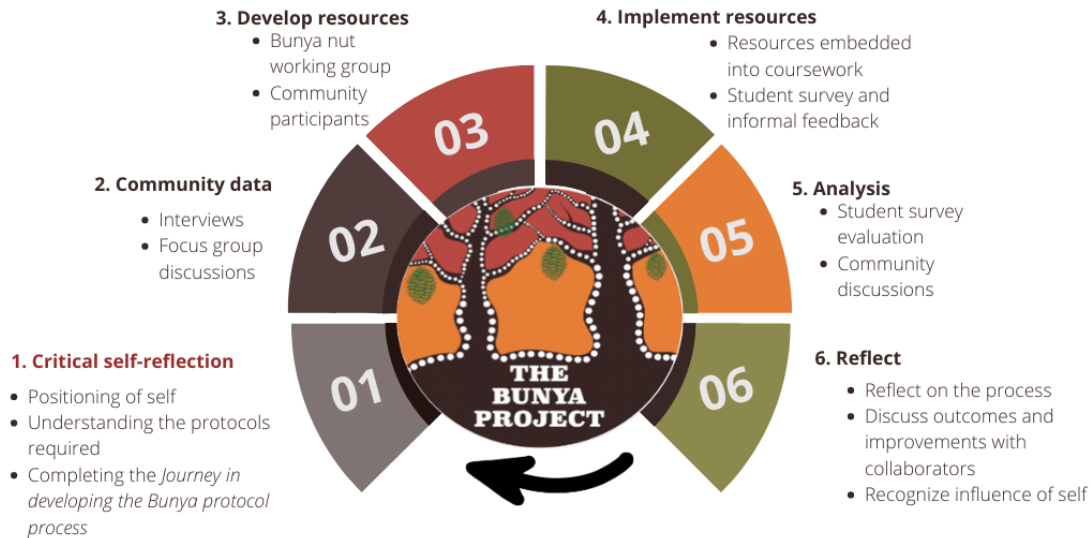 3. Develop resources
Bunya nut
working group
Community
participants
4. Implement resources
Resources embedded
into coursework
Student survey and
informal feedback
2. Community data
Interviews
Focus group
discussions
5. Analysis
Student survey
evaluation
Community
discussions
1. Critical self-reflection
Positioning of self
Understanding the protocols
required
Completing the Journey in
developing the Bunya protocol
process
6. Reflect
Reflect on the process
Discuss outcomes and
improvements with
collaborators
Recognize influence of self
01
02
03
04
05
06
THE
BUNYA
PROJECT